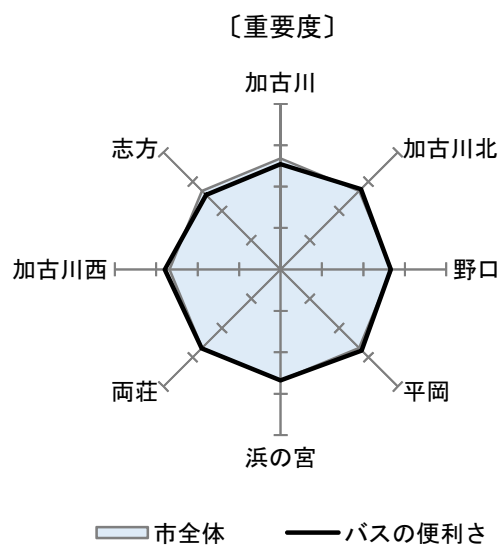 〔重要度〕
加古川
志方
加古川北
加古川西
野口
両荘
平岡
浜の宮
市全体
バスの便利さ